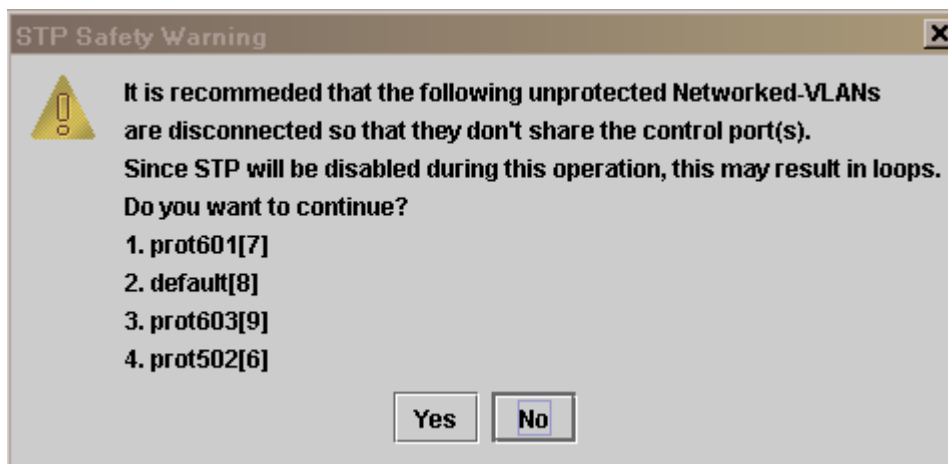 STP Safety Warning
It is recommeded that the following unprotected Networked-VLANs
are disconnected so that they don't share the control port(s).
Since STP will be disabled during this operation, this may result in loops.
Do you want to continue?
1. prot601[7]
2. default[8]
3. prot603[9]
4. prot502[6]
Yes No